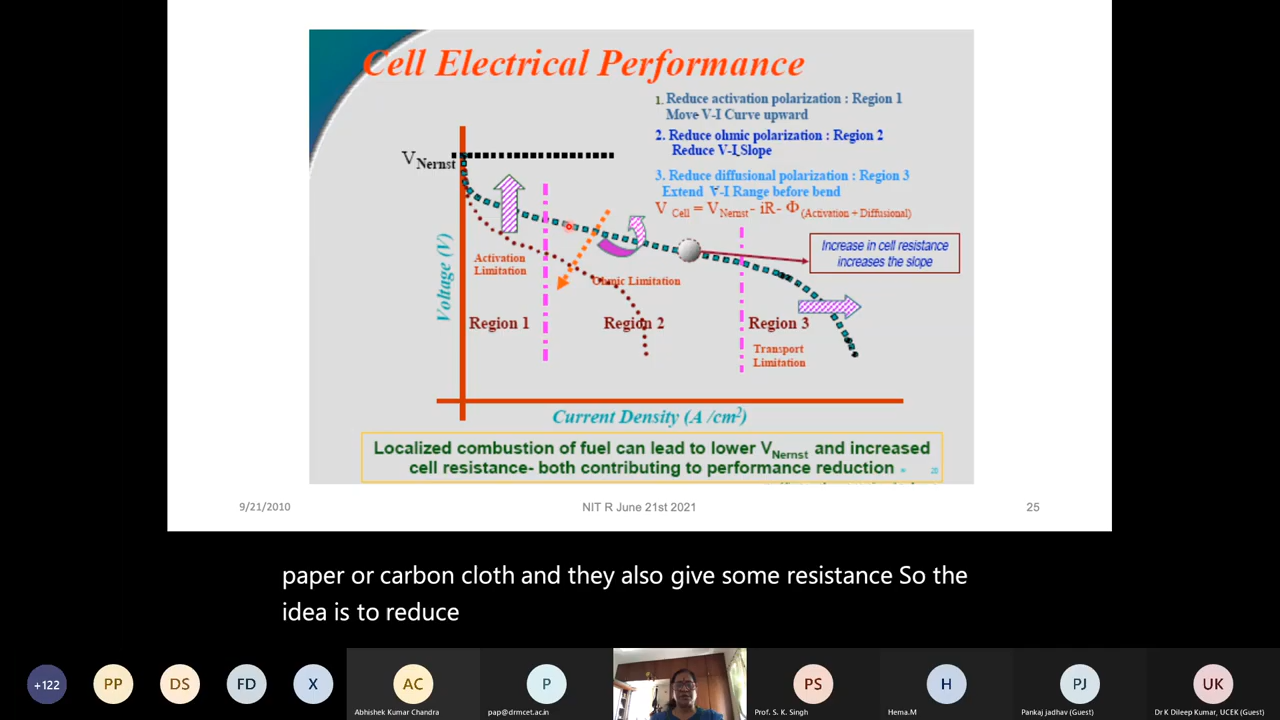 Cell Electrical Performance
1. Reduce activation polarization : Region 1
Move V-I Curve upward
2. Reduce ohmic polarization : Region 2
Reduce V-I Slope
3. Reduce diffusional polarization : Region 3
Extend V-I Range before bend
V Cell = VNernst - iR- Φ(Activation + Diffusional)
VNernst
Increase in cell resistance
increases the slope
Voltage (V)
Activation
Limitation
Ohmic Limitation
Region 1
Region 2
Region 3
Transport
Limitation
Current Density (A /cm²)
Localized combustion of fuel can lead to lower VNernst and increased
cell resistance- both contributing to performance reduction
9/21/2010
NIT R June 21st 2021
25
paper or carbon cloth and they also give some resistance So the
idea is to reduce
+122
PP
DS
FD
X
AC
P
PS
H
PJ
UK
Abhishek Kumar Chandra
pap@drmcet.ac.in
Prof. S. K. Singh
Hema.M
Pankaj jadhav (Guest)
Dr K Dileep Kumar, UCEK (Guest)